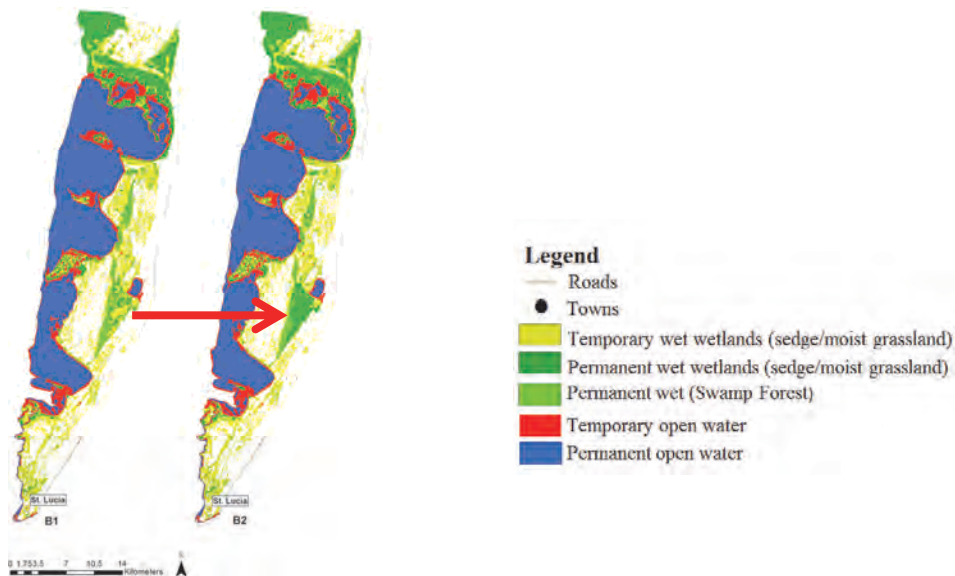 Legend
Roads
Towns
Temporary wet wetlands (sedge/moist grassland)
Permanent wet wetlands (sedge/moist grassland)
Permanent wet (Swamp Forest)
Temporary open water
Permanent open water
St. Lucia
B1
St. Lucia
B2
0 1.753.5 7 10.5 14
Kilometers